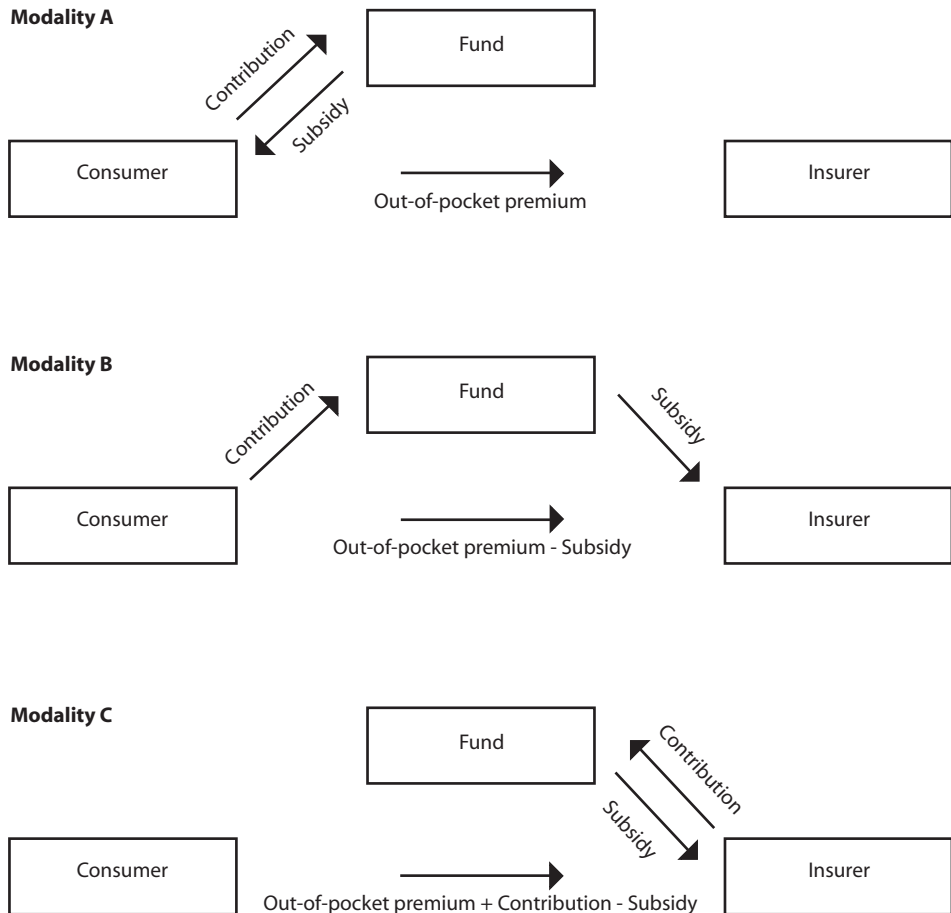 Modality A
Fund
Contribution
Subsidy
Consumer
Insurer
Out-of-pocket premium
Modality B
Fund
Contribution
Subsidy
Consumer
Insurer
Out-of-pocket premium - Subsidy
Modality C
Fund
Contribution
Subsidy
Consumer
Insurer
Out-of-pocket premium + Contribution - Subsidy